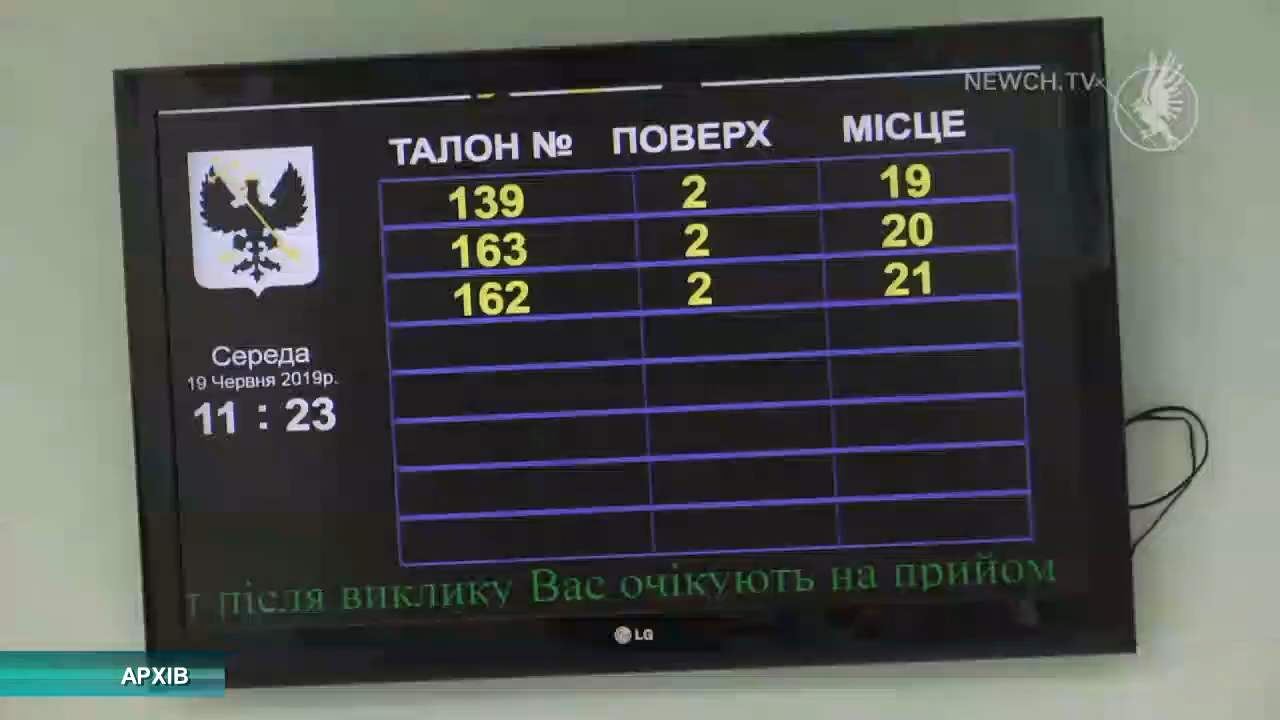 NEWCH.TV
ТАЛОН № ПОВЕРХ МІСЦЕ
139 2 19
163 2 20
162 2 21
Середа
19 Червня 2019р.
11 : 23
після виклику Вас очікують на прийом
LG
АРХІВ